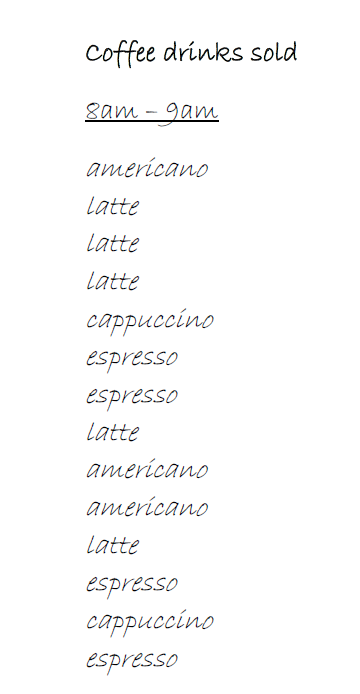 Coffee drinks sold
8am – 9am
americano
latte
latte
latte
cappuccino
espresso
espresso
latte
americano
americano
latte
espresso
cappuccino
espresso